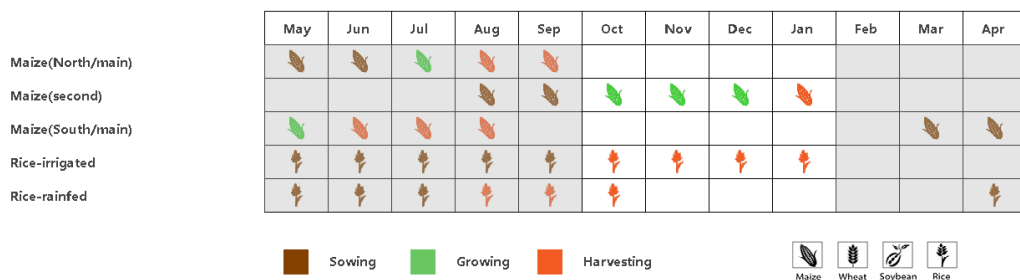 May Jun Jul Aug Sep Oct Nov Dec Jan Feb Mar Apr
Maize(North/main)
Maize(second)
Maize(South/main)
Rice-irrigated
Rice-rainfed
Sowing Growing Harvesting
Maize Wheat Soybean Rice